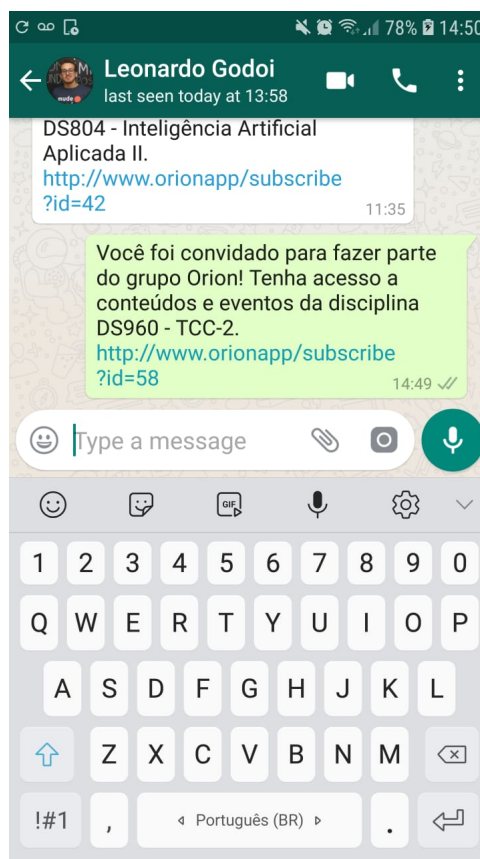 78% 14:50
Leonardo Godoi
last seen today at 13:58
DS804 - Inteligência Artificial
Aplicada II.
http://www.orionapp/subscribe
?id=42
11:35
Você foi convidado para fazer parte
do grupo Orion! Tenha acesso a
conteúdos e eventos da disciplina
DS960 - TCC-2.
http://www.orionapp/subscribe
?id=58
14:49
Type a message
GIF
1 2 3 4 5 6 7 8 9 0
Q W E R T Y U I O P
A S D F G H J K L
Z X C V B N M
!#1 , Português (BR) .